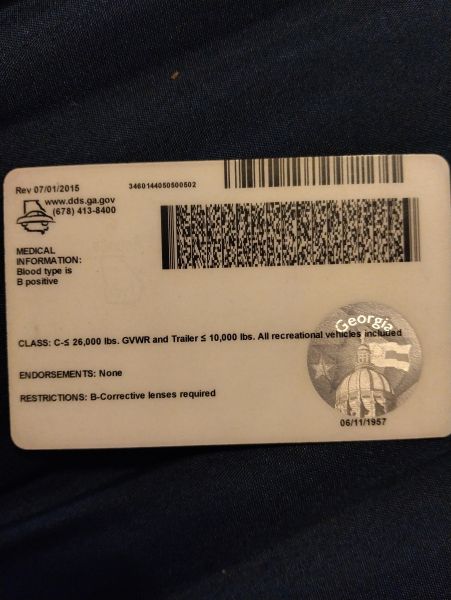 Rev 07/01/2015
3460144050500502
www.dds.ga.gov
(678) 413-8400
MEDICAL
INFORMATION:
Blood type is
B positive
Georgia
CLASS: C-≤ 26,000 lbs. GVWR and Trailer ≤ 10,000 lbs. All recreational vehicles included
ENDORSEMENTS: None
RESTRICTIONS: B-Corrective lenses required
06/11/1957